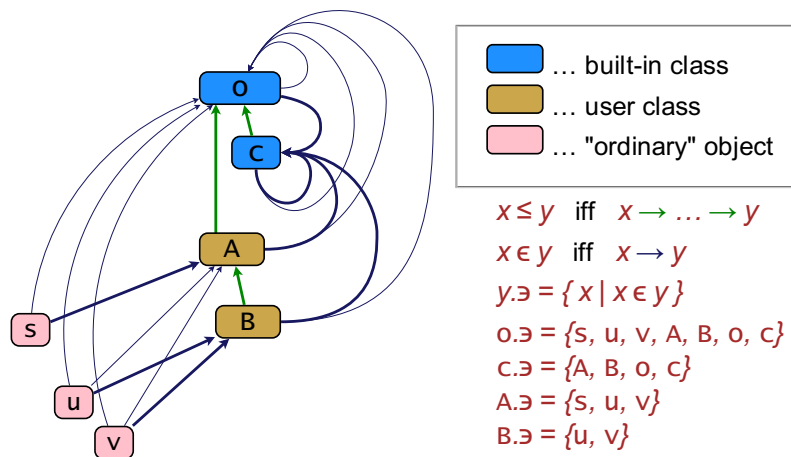 O
... built-in class
... user class
... "ordinary" object
c
x ≤ y iff x → ... → y
A
x ϵ y iff x → y
y.϶ = { x | x ϵ y }
s
B
o.϶ = {s, u, v, A, B, o, c}
c.϶ = {A, B, o, c}
u
A.϶ = {s, u, v}
v
B.϶ = {u, v}